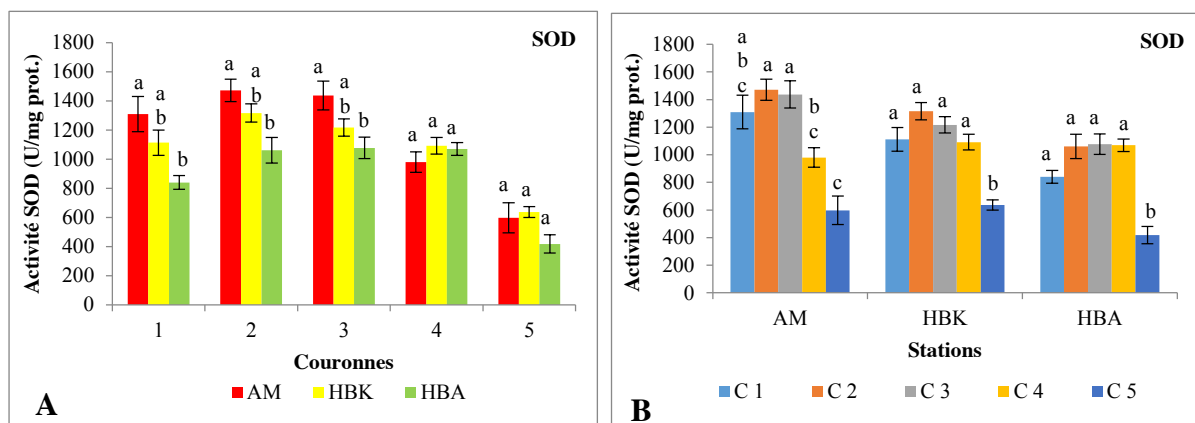 SOD
Activité SOD (U/mg prot.)
1800
1600
1400
1200
1000
800
600
400
200
0
a
a
b
b
a
a
b
b
a
a
b
b
a
a
a
a
a
a
1
2
3
4
5
Couronnes
AM
HBK
HBA
A
SOD
Activité SOD (U/mg prot.)
1800
1600
1400
1200
1000
800
600
400
200
0
a
b
c
a
a
b
c
c
a
a
a
a
b
a
a
a
a
b
AM
HBK
HBA
Stations
C 1
C 2
C 3
C 4
C 5
B